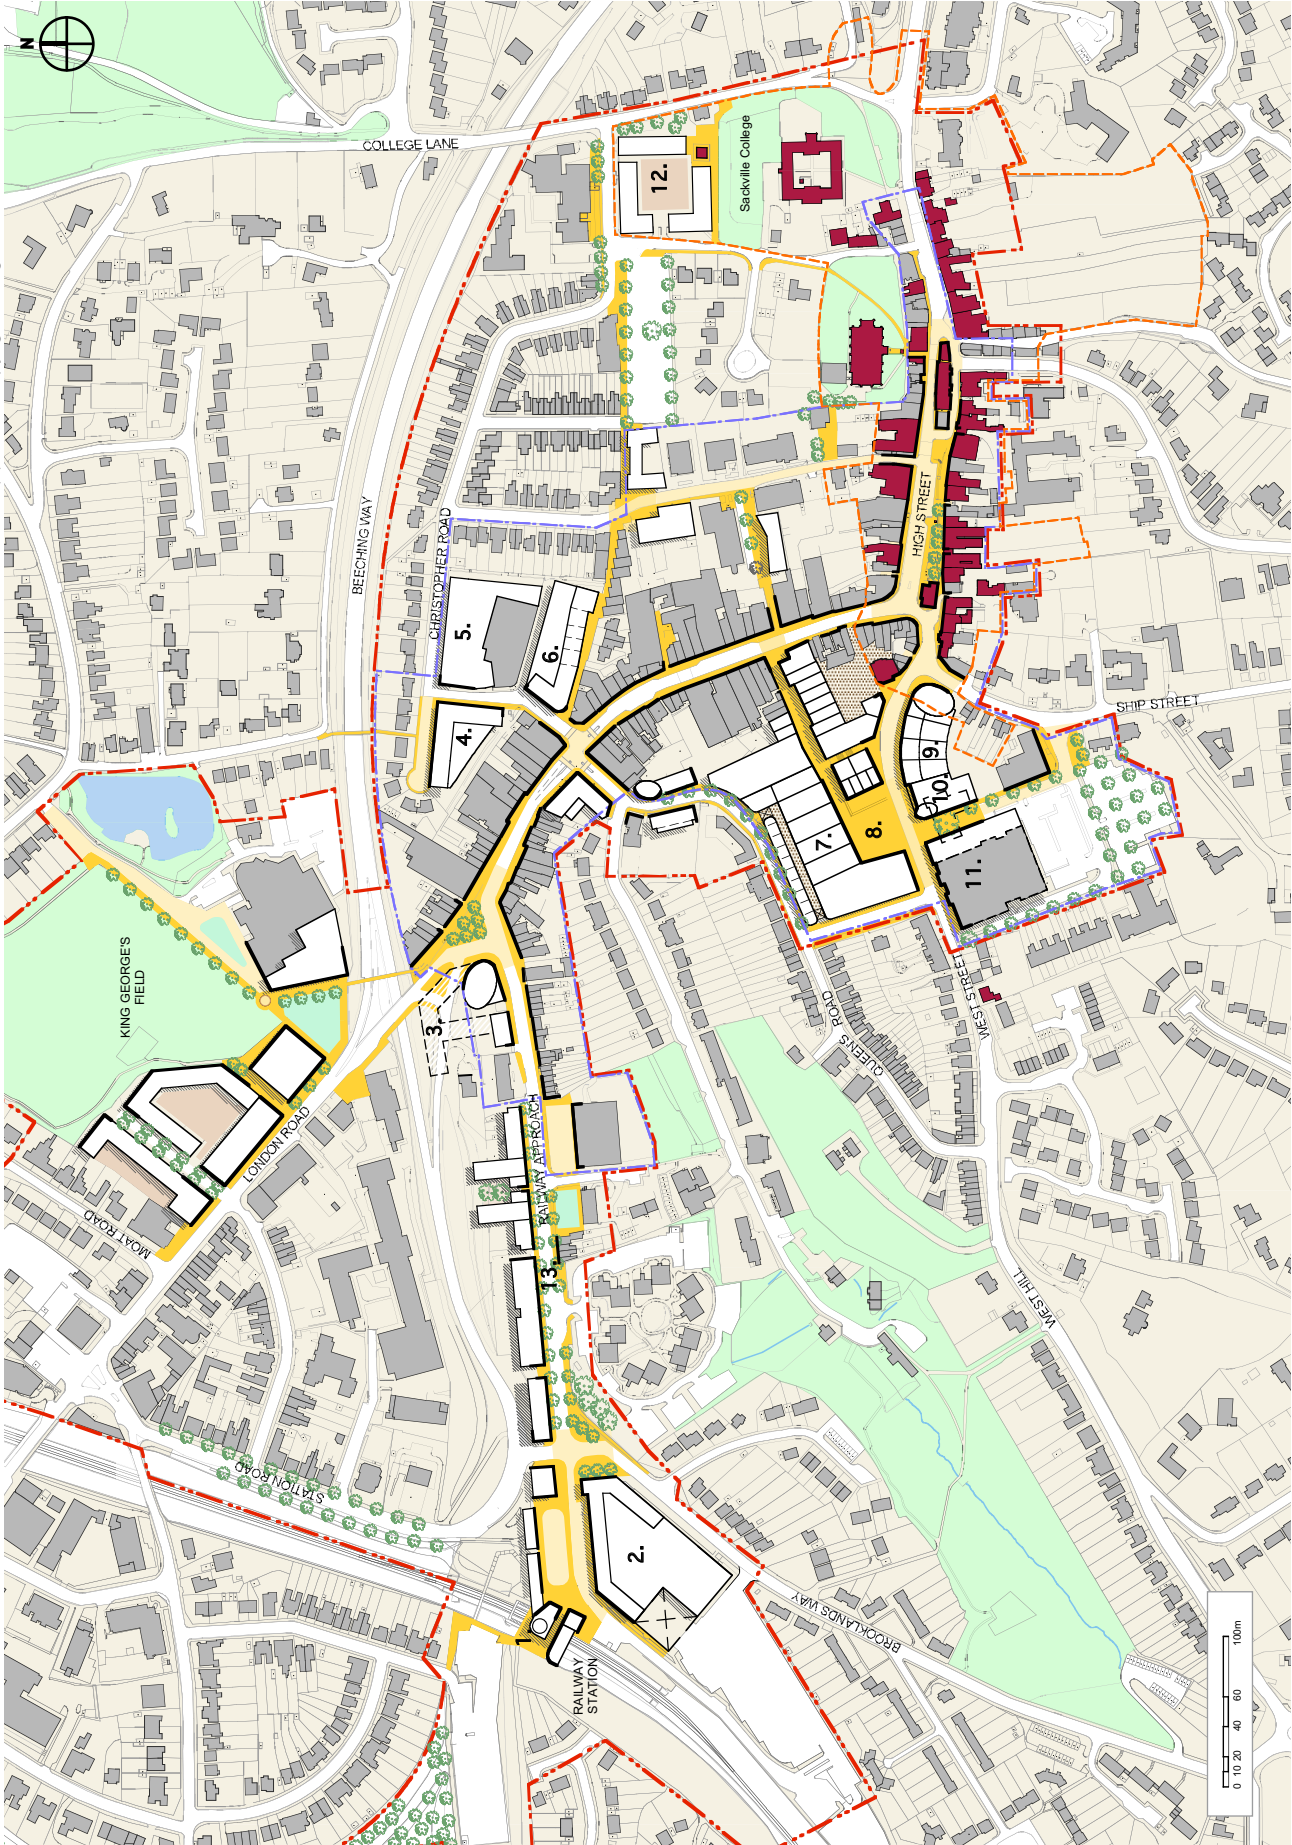 N
COLLEGE LANE
12.
Sackville College
BEECHING WAY
CHRISTOPHER ROAD
5.
6.
4.
HIGH STREET
SHIP STREET
9.
10.
8.
7.
11.
KING GEORGE'S
FIELD
3.
QUEEN'S ROAD
WEST STREET
LONDON ROAD
MOAT ROAD
RAILWAY APPROACH
13.
WEST HILL
STATION ROAD
2.
1
RAILWAY
STATION
BROOKLANDS WAY
0 10 20 40 60 100m